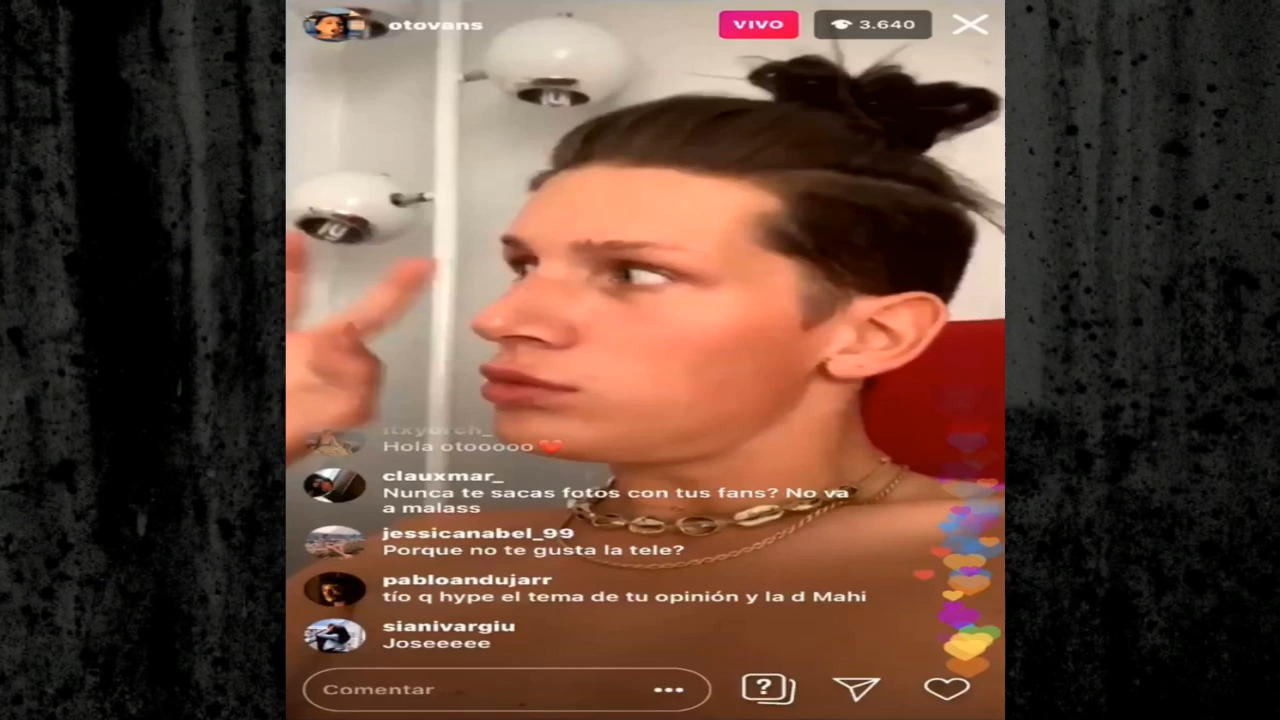 otovans
VIVO
3.640
itxyorch_
Hola otooooo
clauxmar_
Nunca te sacas fotos con tus fans? No va
a malass
jessicanabel_99
Porque no te gusta la tele?
pabloandujarr
tío q hype el tema de tu opinión y la d Mahi
sianivargiu
Joseeeee
Comentar